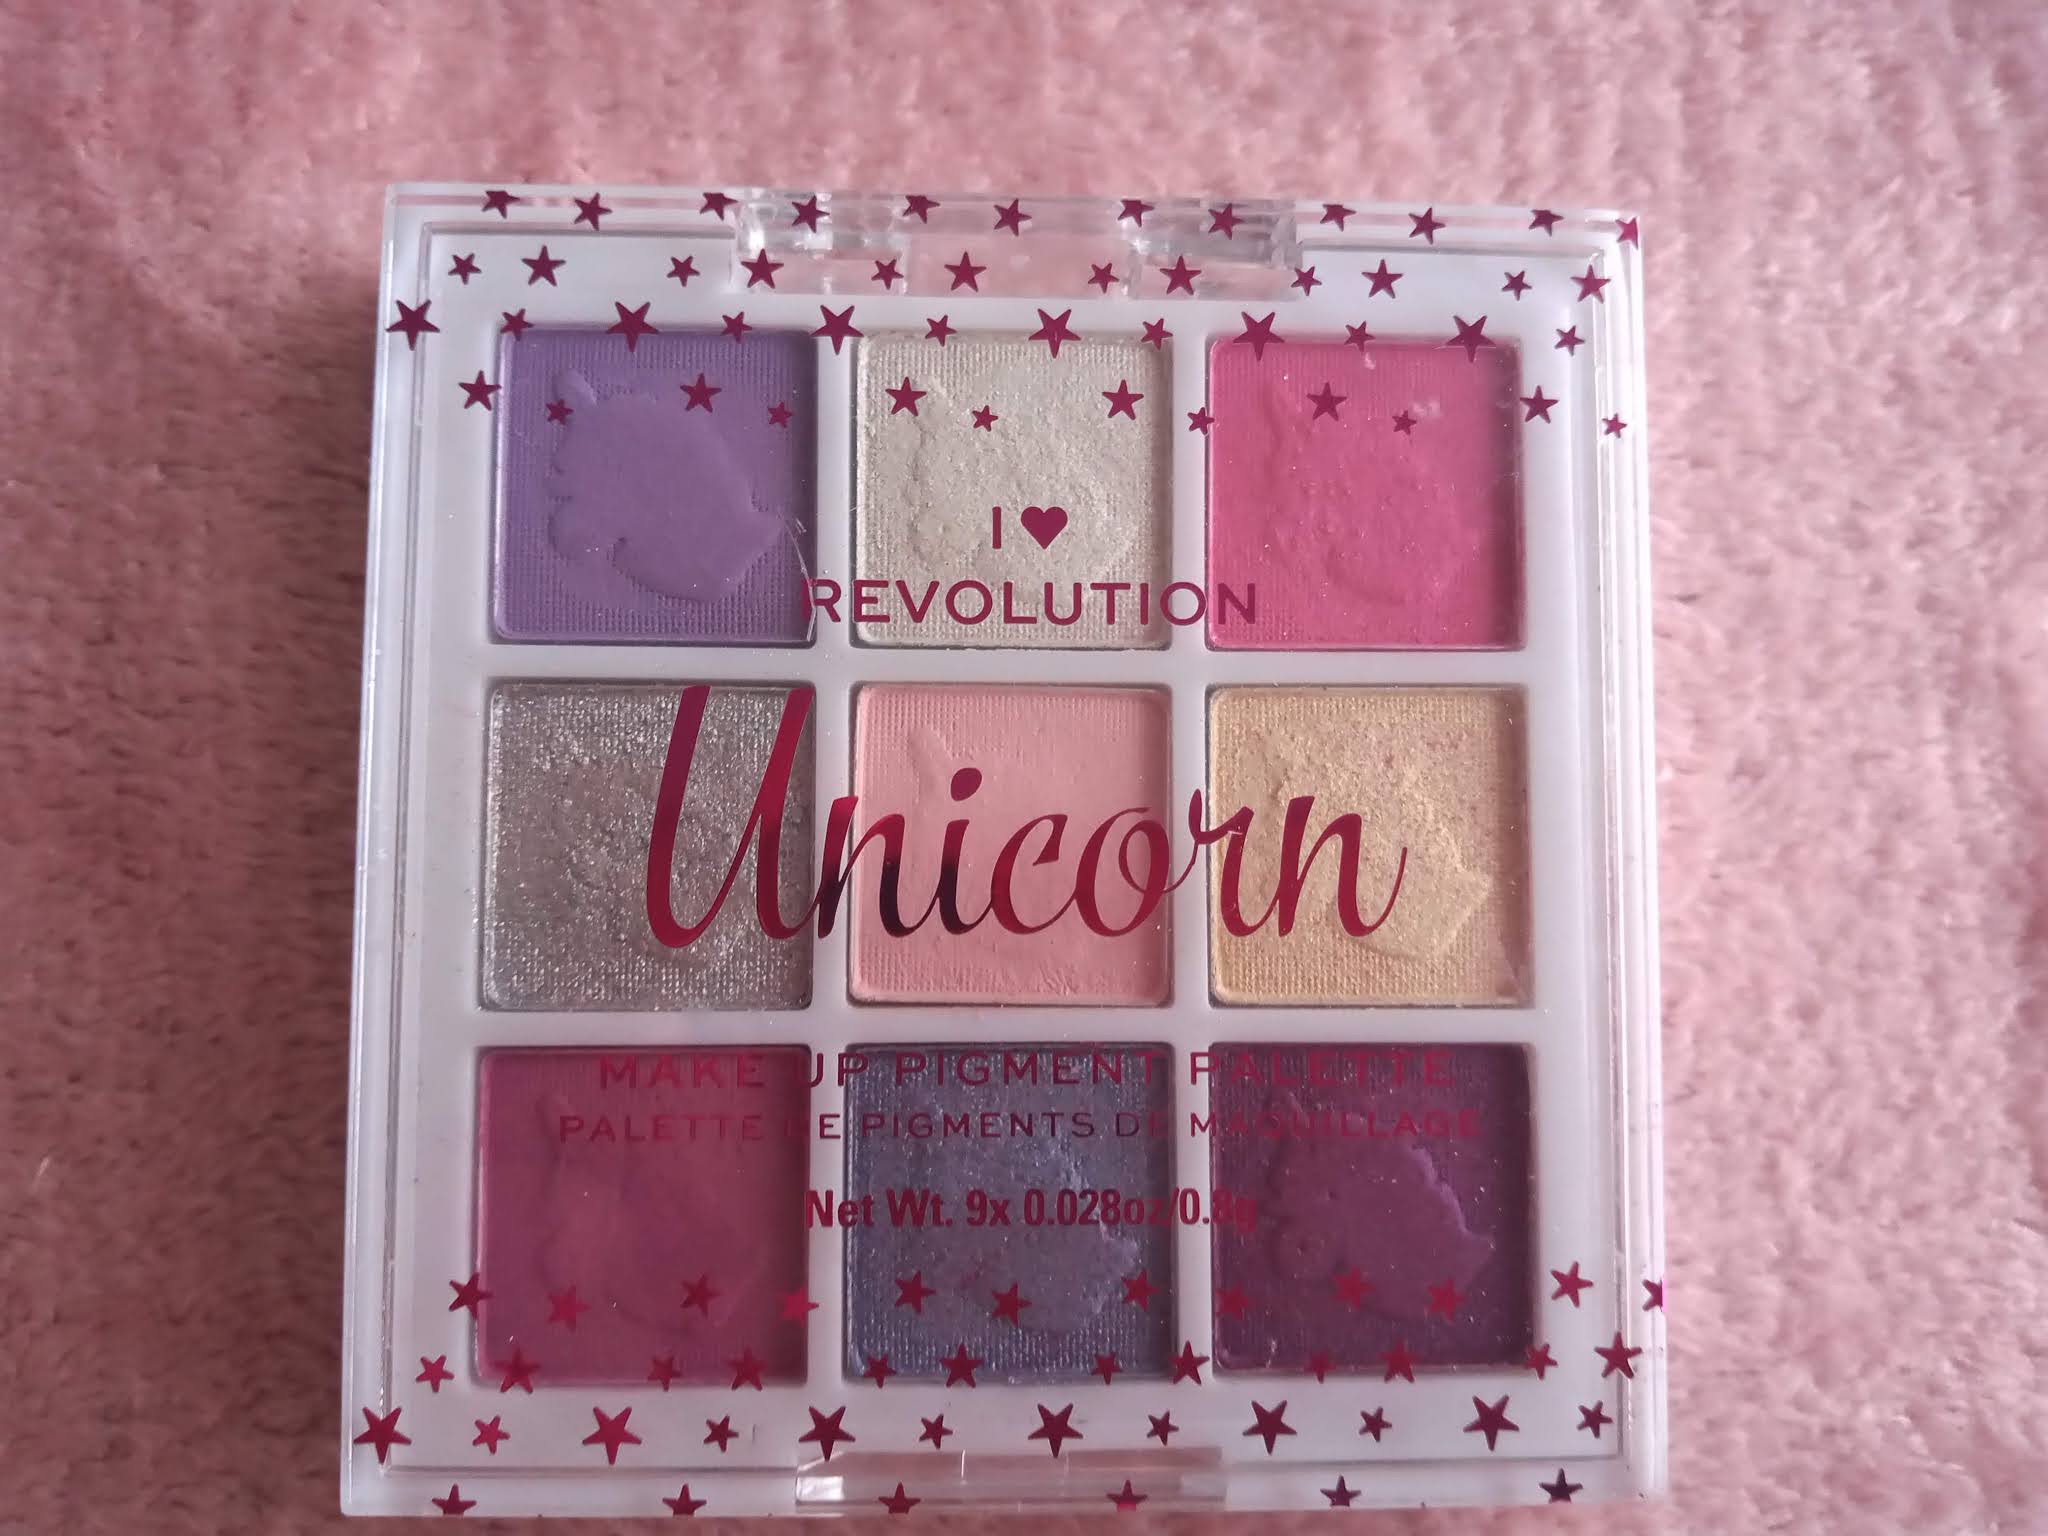 I ♥
REVOLUTION
Unicorn
MAKE UP PIGMENT PALETTE
PALETTE DE PIGMENTS DE MAQUILLAGE
Net Wt. 9x 0.028oz/0.8g